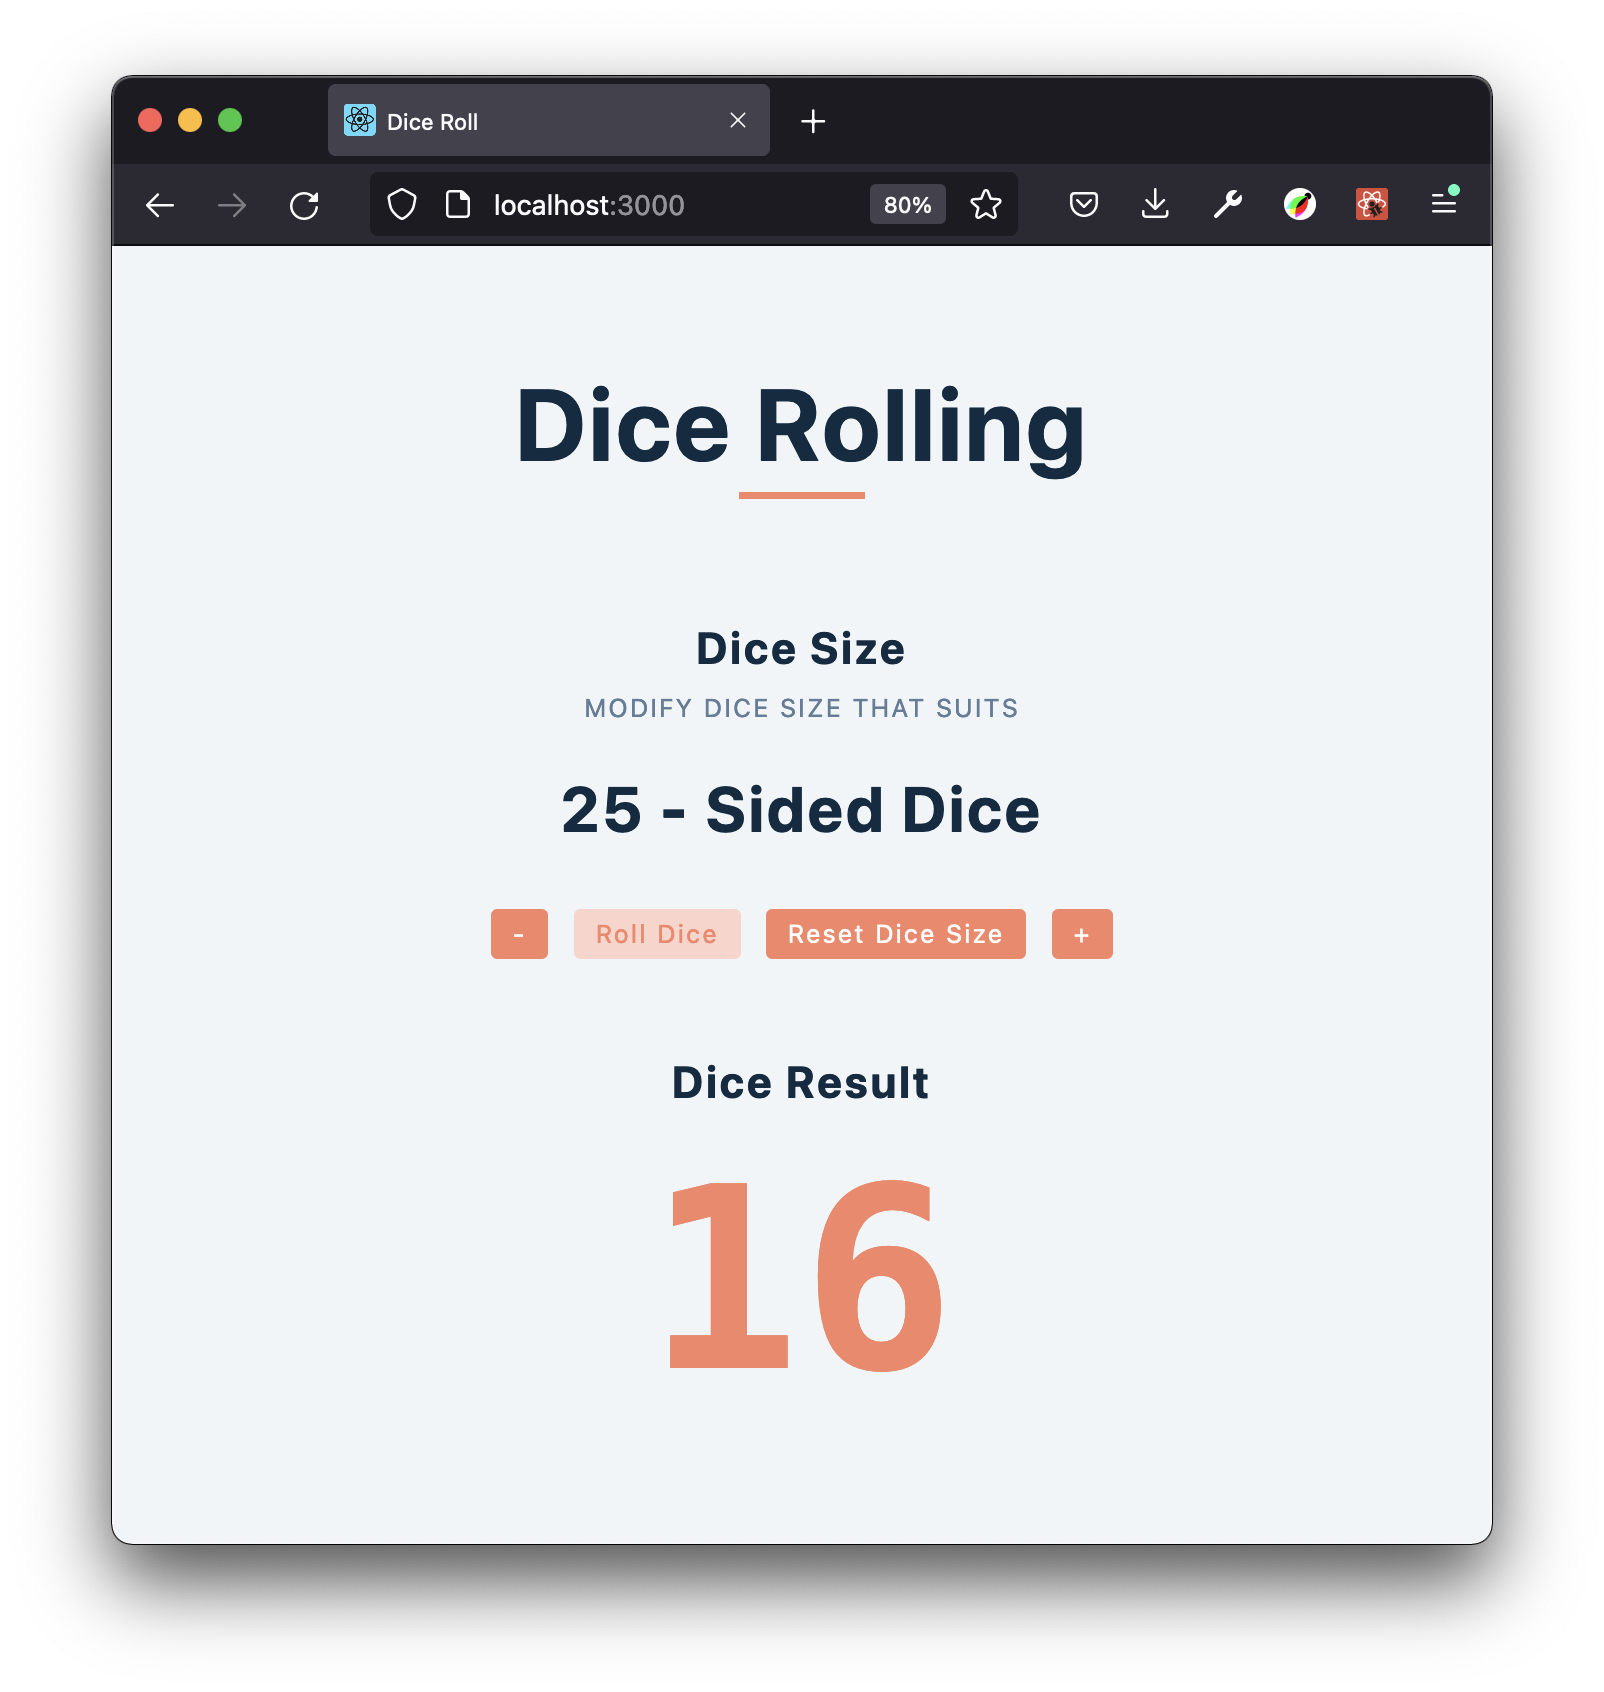 Dice Roll
localhost:3000 80%
Dice Rolling
Dice Size
MODIFY DICE SIZE THAT SUITS
25 - Sided Dice
- Roll Dice Reset Dice Size +
Dice Result
16